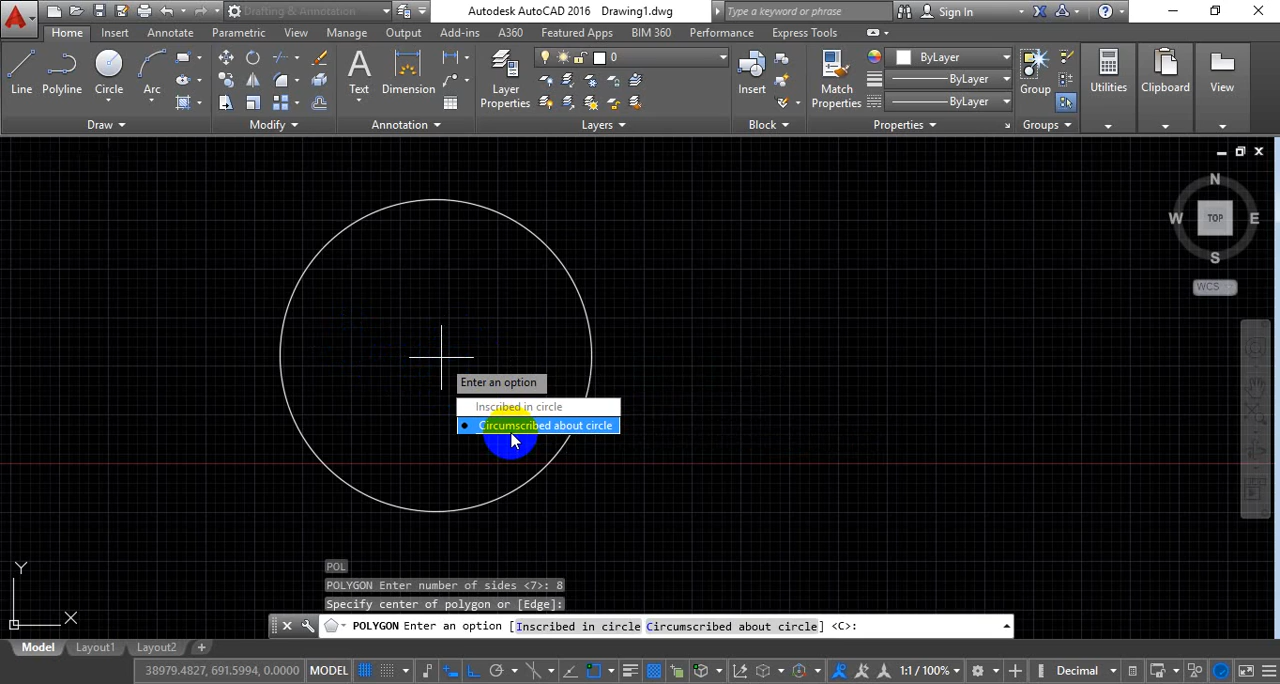 Drafting & Annotation
Autodesk AutoCAD 2016 Drawing1.dwg
Type a keyword or phrase
Sign In
Home Insert Annotate Parametric View Manage Output Add-ins A360 Featured Apps BIM 360 Performance Express Tools
Line Polyline Circle Arc
Text Dimension
Layer Properties
0
Insert
Match Properties
ByLayer
ByLayer
ByLayer
Group
Utilities
Clipboard
View
Draw Modify Annotation Layers Block Properties Groups
N
W TOP E
S
WCS
Enter an option
Inscribed in circle
Circumscribed about circle
POL
POLYGON Enter number of sides <7>: 8
Specify center of polygon or [Edge]:
POLYGON Enter an option [Inscribed in circle Circumscribed about circle] <C>:
Y
X
Model Layout1 Layout2 +
38979.4827, 691.5994, 0.0000 MODEL 1:1 / 100% Decimal